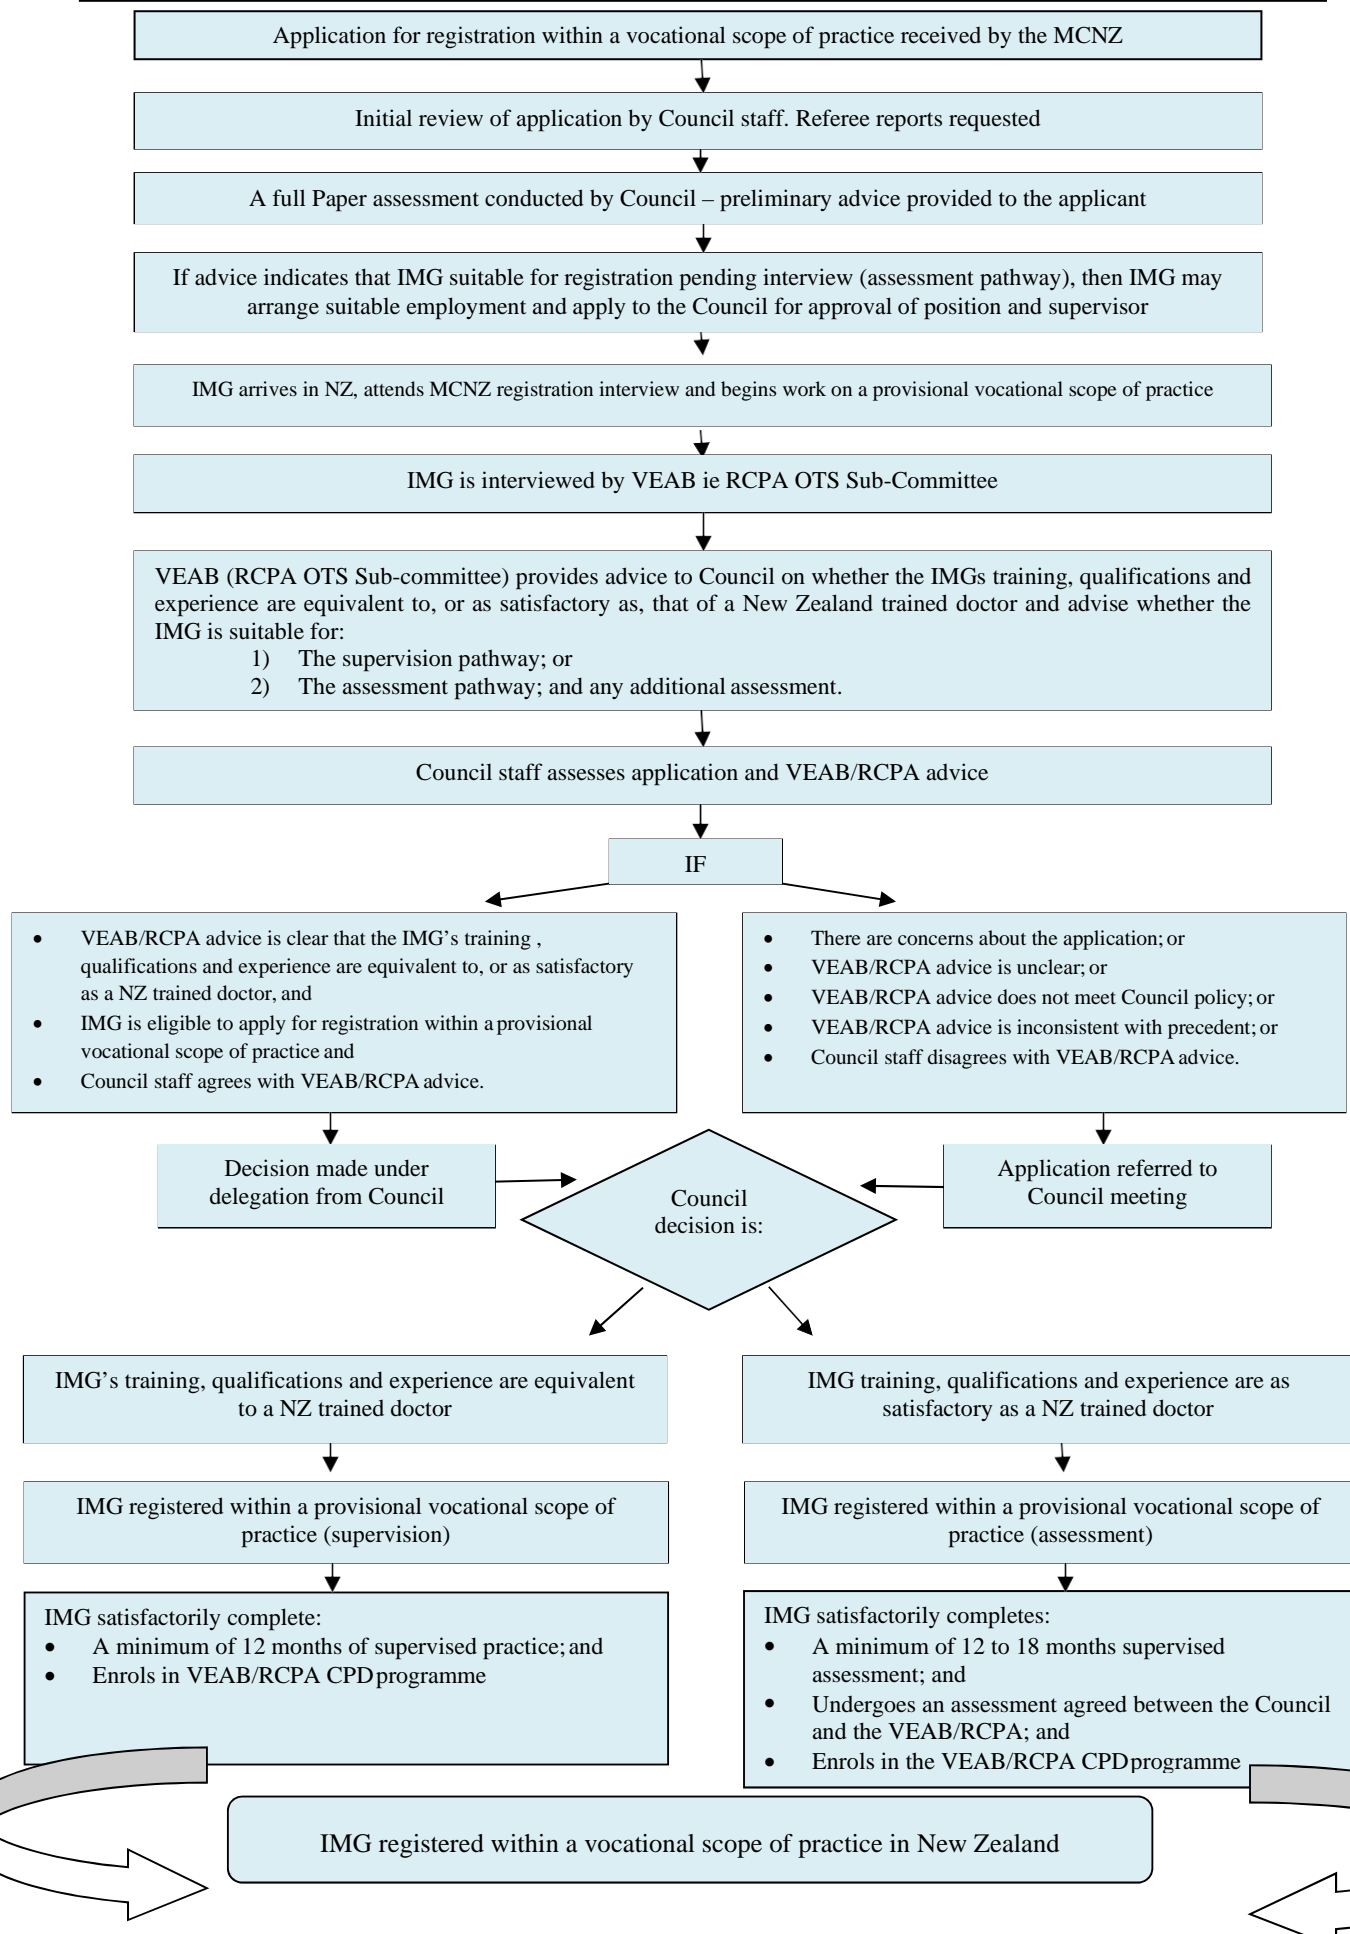 Application for registration within a vocational scope of practice received by the MCNZ
Initial review of application by Council staff. Referee reports requested
A full Paper assessment conducted by Council – preliminary advice provided to the applicant
If advice indicates that IMG suitable for registration pending interview (assessment pathway), then IMG may
arrange suitable employment and apply to the Council for approval of position and supervisor
IMG arrives in NZ, attends MCNZ registration interview and begins work on a provisional vocational scope of practice
IMG is interviewed by VEAB ie RCPA OTS Sub-Committee
VEAB (RCPA OTS Sub-committee) provides advice to Council on whether the IMGs training, qualifications and
experience are equivalent to, or as satisfactory as, that of a New Zealand trained doctor and advise whether the
IMG is suitable for:
1) The supervision pathway; or
2) The assessment pathway; and any additional assessment.
Council staff assesses application and VEAB/RCPA advice
IF
• VEAB/RCPA advice is clear that the IMG’s training ,
qualifications and experience are equivalent to, or as satisfactory
as a NZ trained doctor, and
• IMG is eligible to apply for registration within a provisional
vocational scope of practice and
• Council staff agrees with VEAB/RCPA advice.
• There are concerns about the application; or
• VEAB/RCPA advice is unclear; or
• VEAB/RCPA advice does not meet Council policy; or
• VEAB/RCPA advice is inconsistent with precedent; or
• Council staff disagrees with VEAB/RCPA advice.
Decision made under
delegation from Council
Council
decision is:
Application referred to
Council meeting
IMG’s training, qualifications and experience are equivalent
to a NZ trained doctor
IMG training, qualifications and experience are as
satisfactory as a NZ trained doctor
IMG registered within a provisional vocational scope of
practice (supervision)
IMG registered within a provisional vocational scope of
practice (assessment)
IMG satisfactorily complete:
• A minimum of 12 months of supervised practice; and
• Enrols in VEAB/RCPA CPD programme
IMG satisfactorily completes:
• A minimum of 12 to 18 months supervised
assessment; and
• Undergoes an assessment agreed between the Council
and the VEAB/RCPA; and
• Enrols in the VEAB/RCPA CPD programme
IMG registered within a vocational scope of practice in New Zealand